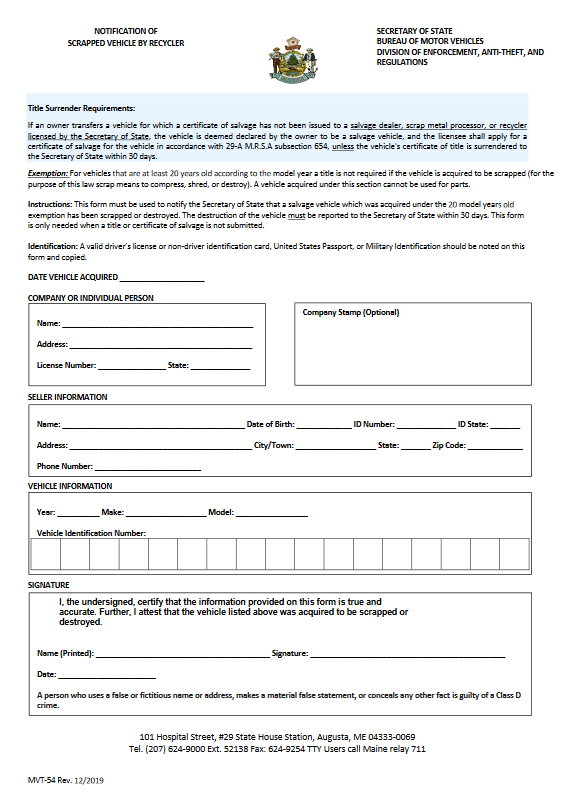 NOTIFICATION OF
SCRAPPED VEHICLE BY RECYCLER
SECRETARY OF STATE
BUREAU OF MOTOR VEHICLES
DIVISION OF ENFORCEMENT, ANTI-THEFT, AND
REGULATIONS
Title Surrender Requirements:
If an owner transfers a vehicle for which a certificate of salvage has not been issued to a salvage dealer, scrap metal processor, or recycler
licensed by the Secretary of State, the vehicle is deemed declared by the owner to be a salvage vehicle, and the licensee shall apply for a
certificate of salvage for the vehicle in accordance with 29-A M.R.S.A subsection 654, unless the vehicle's certificate of title is surrendered to
the Secretary of State within 30 days.
Exemption: For vehicles that are at least 20 years old according to the model year a title is not required if the vehicle is acquired to be scrapped (for the
purpose of this law scrap means to compress, shred, or destroy). A vehicle acquired under this section cannot be used for parts.
Instructions: This form must be used to notify the Secretary of State that a salvage vehicle which was acquired under the 20 model years old
exemption has been scrapped or destroyed. The destruction of the vehicle must be reported to the Secretary of State within 30 days. This form
is only needed when a title or certificate of salvage is not submitted.
Identification: A valid driver's license or non-driver identification card, United States Passport, or Military Identification should be noted on this
form and copied.
DATE VEHICLE ACQUIRED ____________________
COMPANY OR INDIVIDUAL PERSON
Name: ____________________
Address: ____________________
License Number: ____________________ State: ____________________
Company Stamp (Optional)
SELLER INFORMATION
Name: ____________________ Date of Birth: ____________________ ID Number: ____________________ ID State: _______
Address: ____________________ City/Town: ____________________ State: _______ Zip Code: _____________
Phone Number: ____________________
VEHICLE INFORMATION
Year: __________ Make: ____________________ Model: ____________________
Vehicle Identification Number:
SIGNATURE
I, the undersigned, certify that the information provided on this form is true and
accurate. Further, I attest that the vehicle listed above was acquired to be scrapped or
destroyed.
Name (Printed): ____________________ Signature: ____________________
Date: ____________________
A person who uses a false or fictitious name or address, makes a material false statement, or conceals any other fact is guilty of a Class D
crime.
101 Hospital Street, #29 State House Station, Augusta, ME 04333-0069
Tel. (207) 624-9000 Ext. 52138 Fax: 624-9254 TTY Users call Maine relay 711
MVT-54 Rev. 12/2019